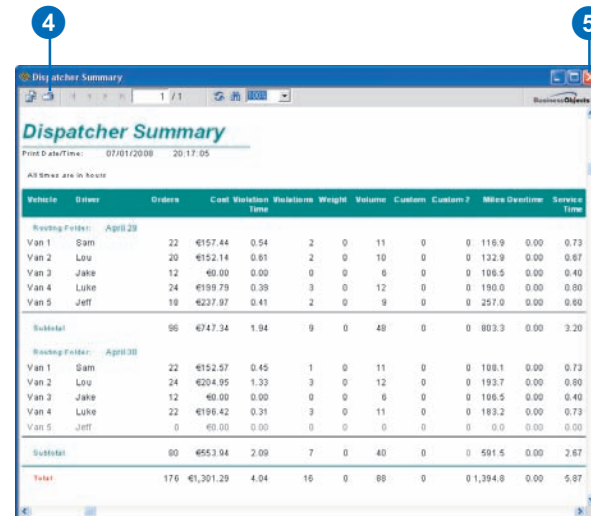 4
5
Dispatcher Summary
1 / 1
100%
BusinessObjects
Dispatcher Summary
Print Date/Time: 07/01/2008 20:17:05
All times are in hours
Vehicle Driver Orders Cost Violation Time Violations Weight Volume Custom Custom 2 Miles Overtime Service Time
Routing Folder: April 29
Van 1 Sam 22 €157.44 0.54 2 0 11 0 0 116.9 0.00 0.73
Van 2 Lou 20 €152.14 0.61 2 0 10 0 0 132.9 0.00 0.67
Van 3 Jake 12 €0.00 0.00 0 0 6 0 0 106.5 0.00 0.40
Van 4 Luke 24 €199.79 0.39 3 0 12 0 0 190.0 0.00 0.80
Van 5 Jeff 18 €237.97 0.41 2 0 9 0 0 257.0 0.00 0.60
Subtotal 96 €747.34 1.94 9 0 48 0 0 803.3 0.00 3.20
Routing Folder: April 30
Van 1 Sam 22 €152.57 0.45 1 0 11 0 0 108.1 0.00 0.73
Van 2 Lou 24 €204.95 1.33 3 0 12 0 0 193.7 0.00 0.80
Van 3 Jake 12 €0.00 0.00 0 0 6 0 0 106.5 0.00 0.40
Van 4 Luke 22 €196.42 0.31 3 0 11 0 0 183.2 0.00 0.73
Van 5 Jeff 0 €0.00 0.00 0 0 0 0 0 0.0 0.00 0.00
Subtotal 80 €553.94 2.09 7 0 40 0 0 591.5 0.00 2.67
Total 176 €1,301.29 4.04 16 0 88 0 0 1,394.8 0.00 5.87